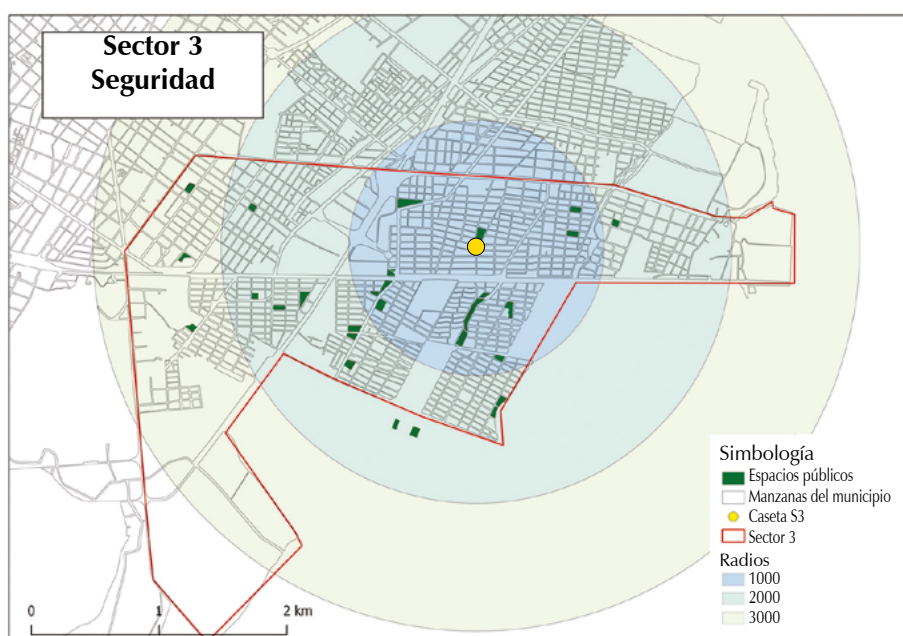 Sector 3
Seguridad
Simbología
Espacios públicos
Manzanas del municipio
Caseta S3
Sector 3
Radios
1000
2000
3000
0 1 2 km